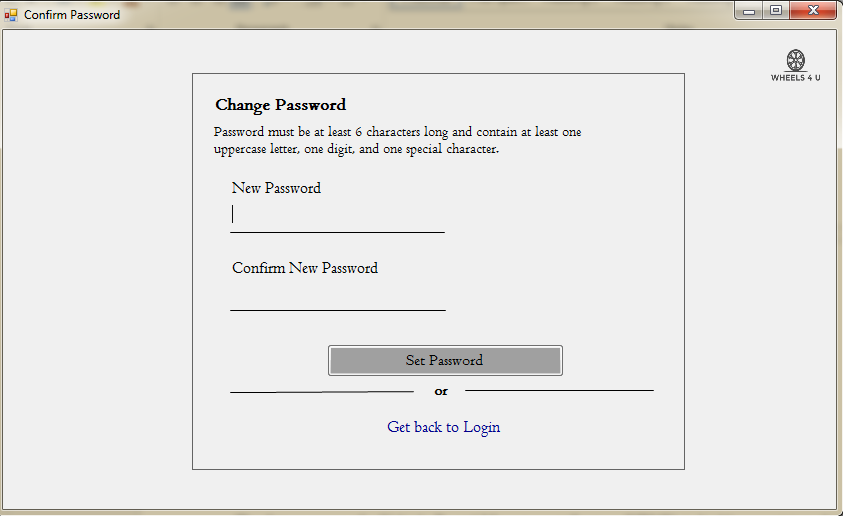 Confirm Password
WHEELS 4 U
Change Password
Password must be at least 6 characters long and contain at least one
uppercase letter, one digit, and one special character.
New Password
Confirm New Password
Set Password
or
Get back to Login